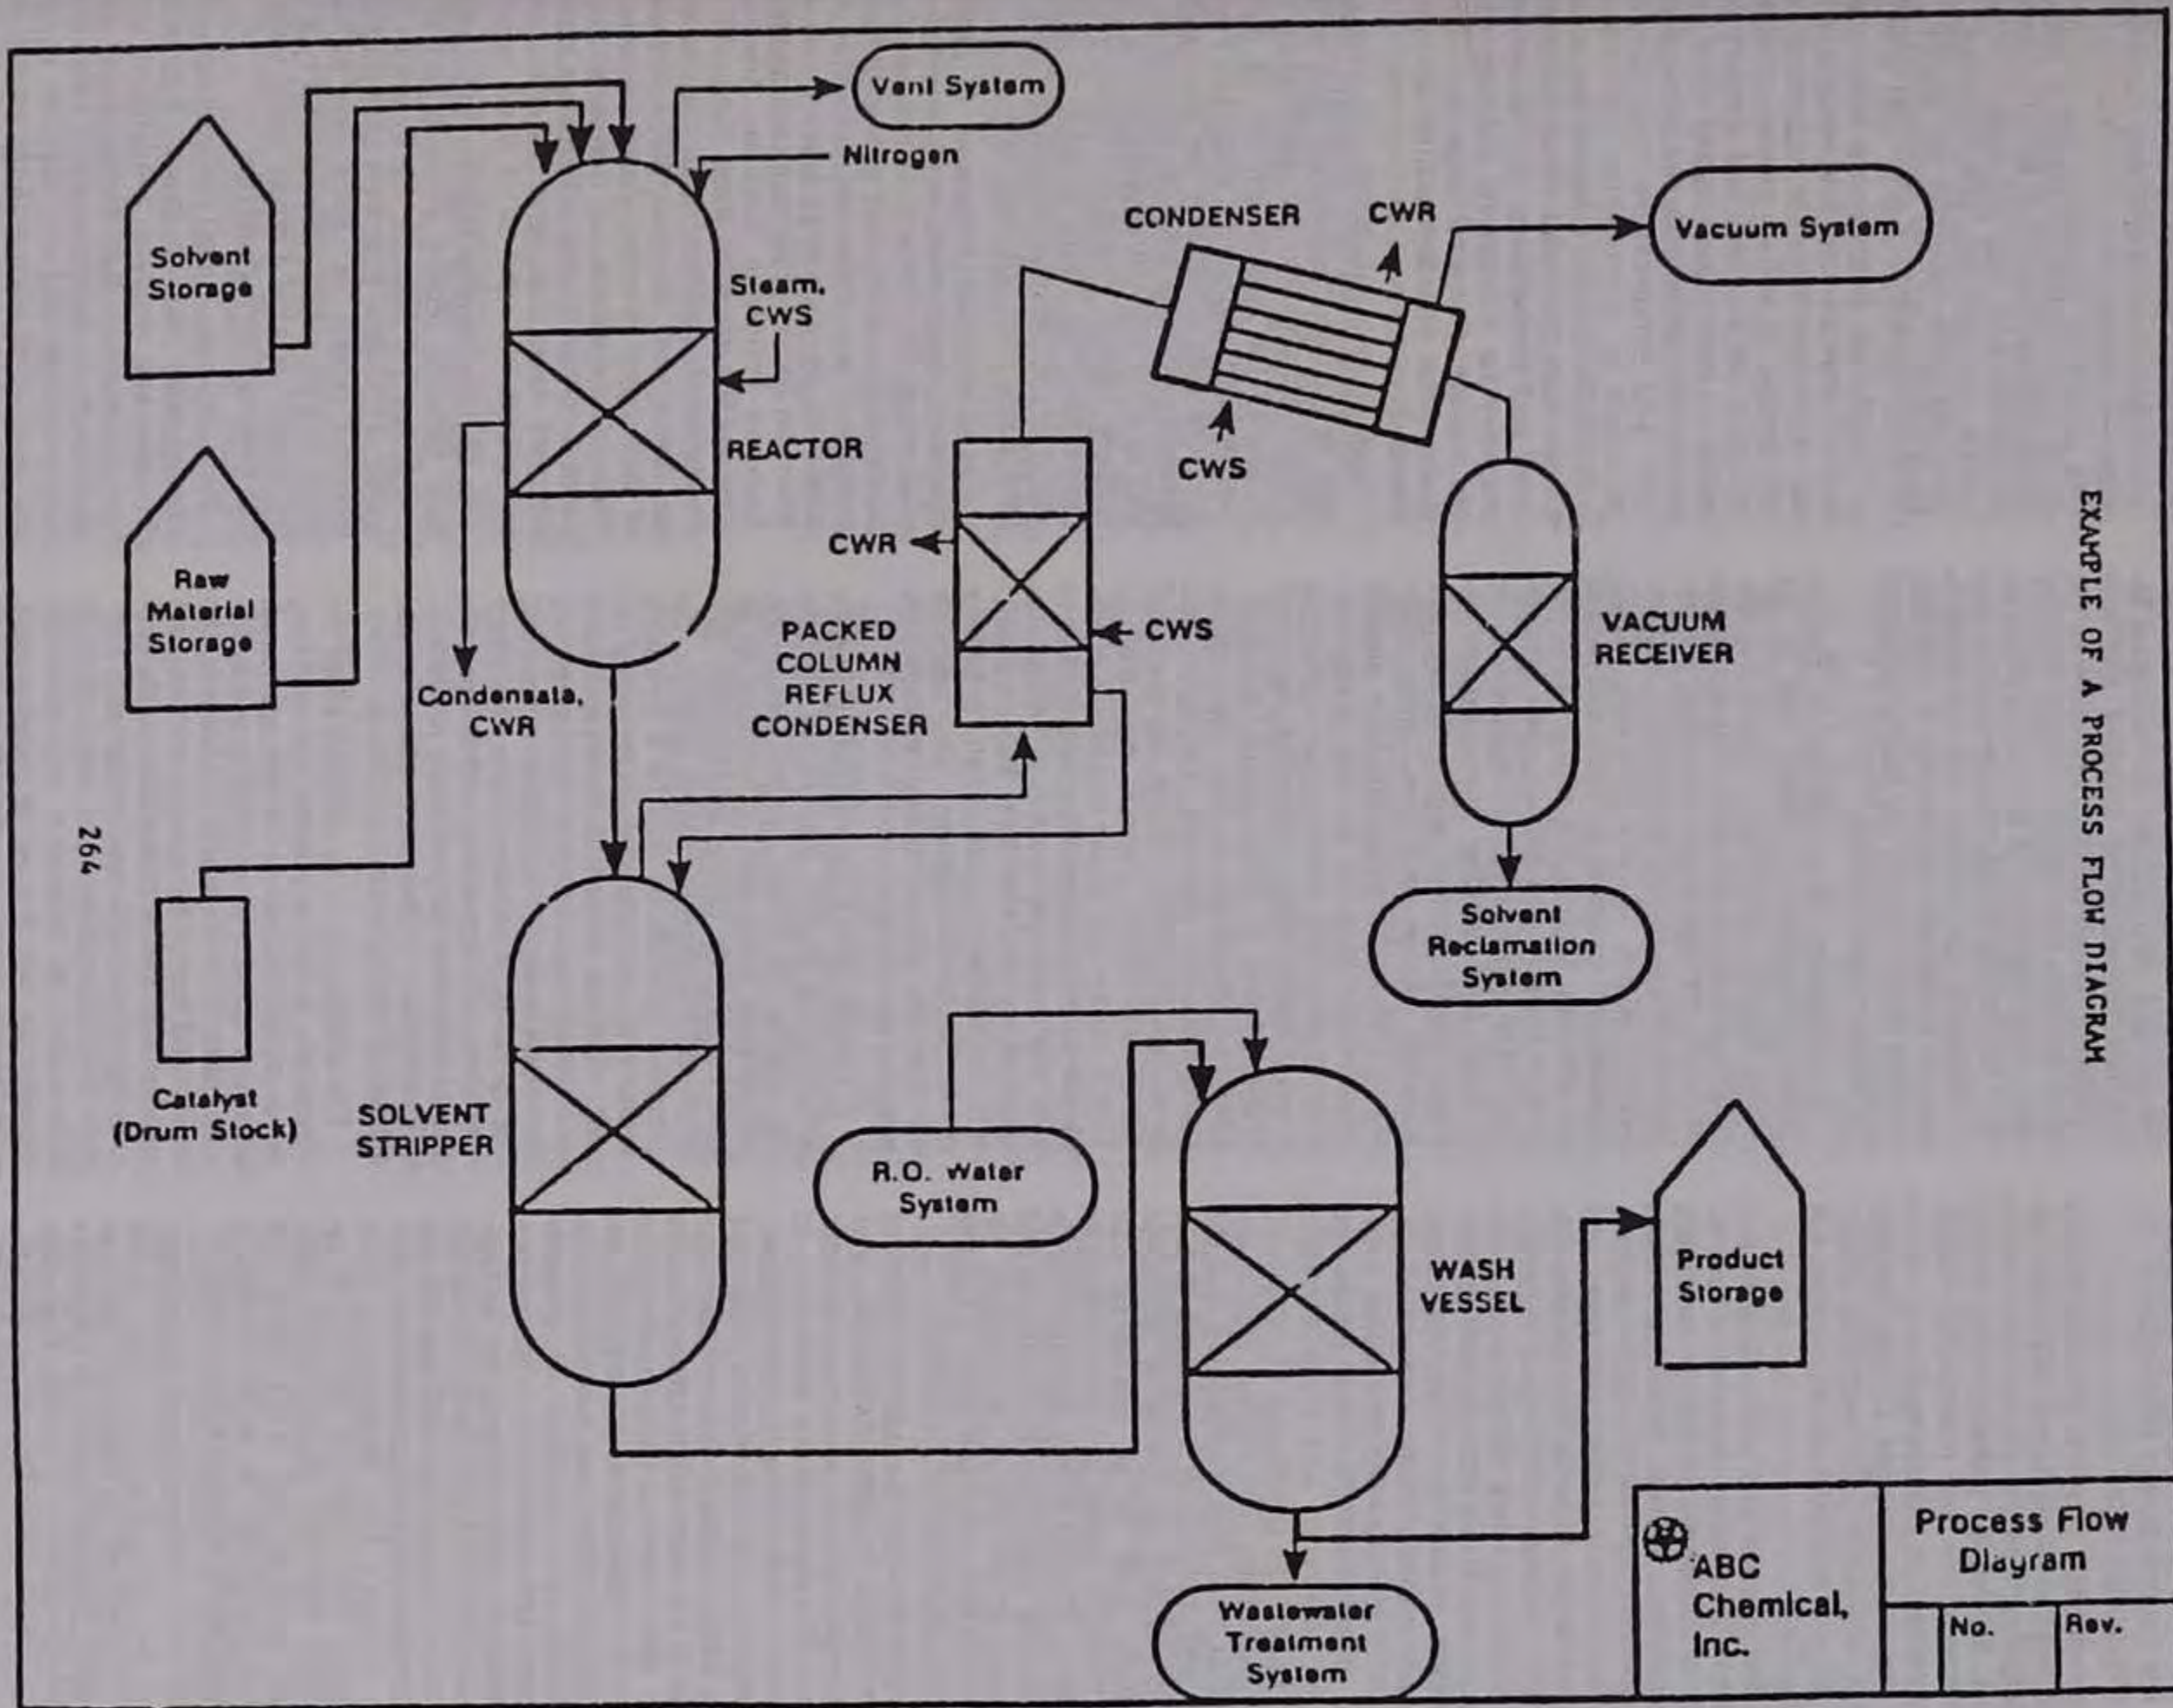 Vent System
Nitrogen
Solvent
Storage
Steam,
CWS
REACTOR
Raw
Material
Storage
Condensate,
CWR
CONDENSER
CWR
Vacuum System
CWS
CWR
CWS
PACKED
COLUMN
REFLUX
CONDENSER
VACUUM
RECEIVER
Solvent
Reclamation
System
Catalyst
(Drum Stock)
SOLVENT
STRIPPER
R.O. Water
System
WASH
VESSEL
Product
Storage
Wastewater
Treatment
System
ABC
Chemical,
Inc.
Process Flow
Diagram
No.
Rev.
EXAMPLE OF A PROCESS FLOW DIAGRAM
264